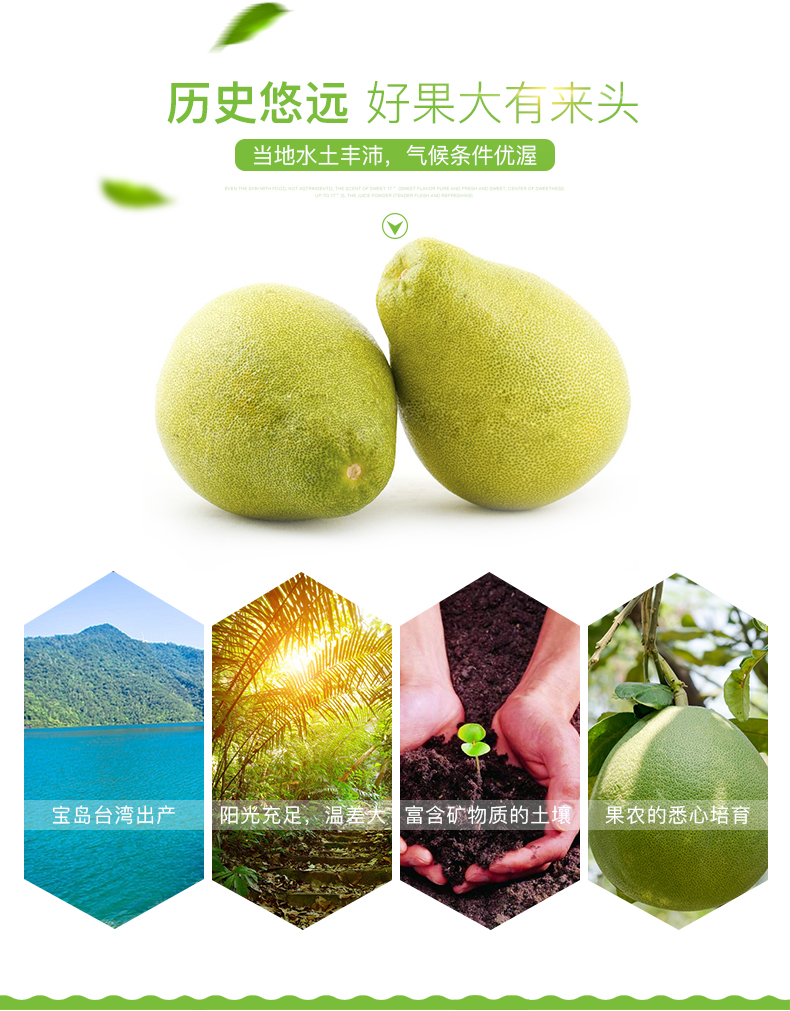 历史悠远 好果大有来头
当地水土丰沛，气候条件优渥
宝岛台湾出产
阳光充足，温差大
富含矿物质的土壤
果农的悉心培育